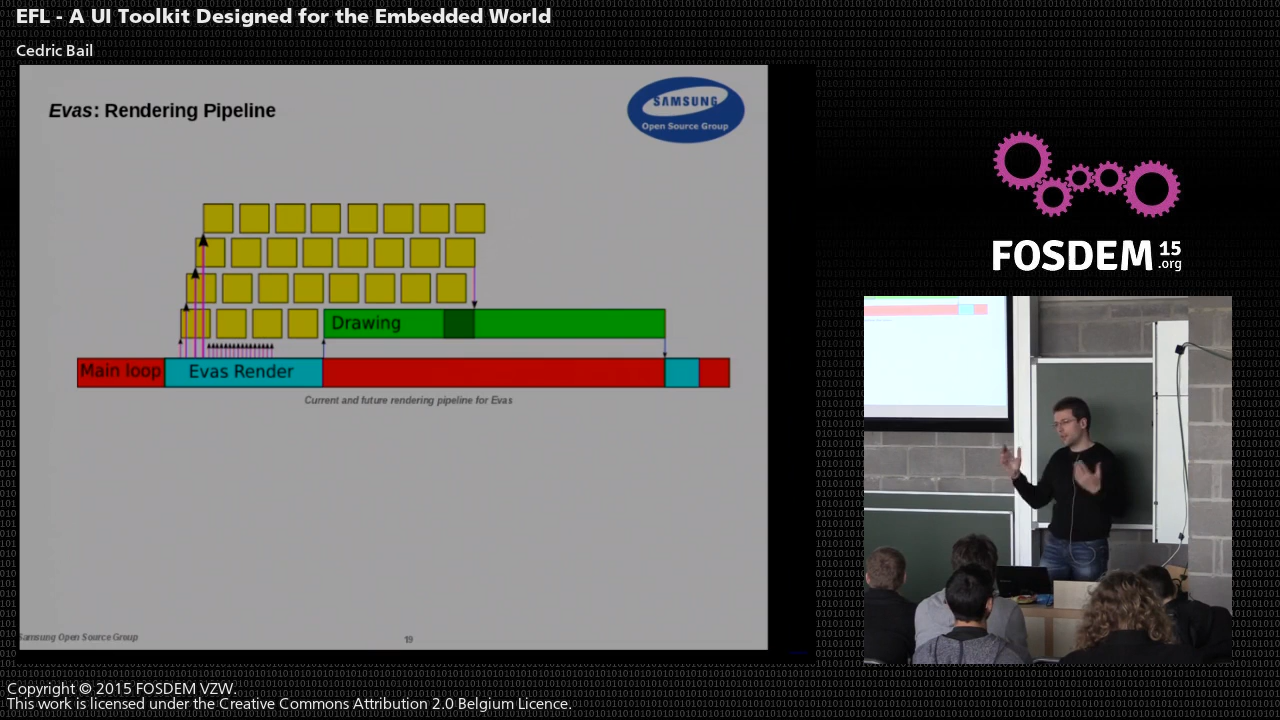 EFL - A UI Toolkit Designed for the Embedded World
Cedric Bail
Evas: Rendering Pipeline
SAMSUNG
Open Source Group
Drawing
Main loop
Evas Render
Current and future rendering pipeline for Evas
Samsung Open Source Group
19
FOSDEM 15
.org
Copyright © 2015 FOSDEM VZW.
This work is licensed under the Creative Commons Attribution 2.0 Belgium Licence.